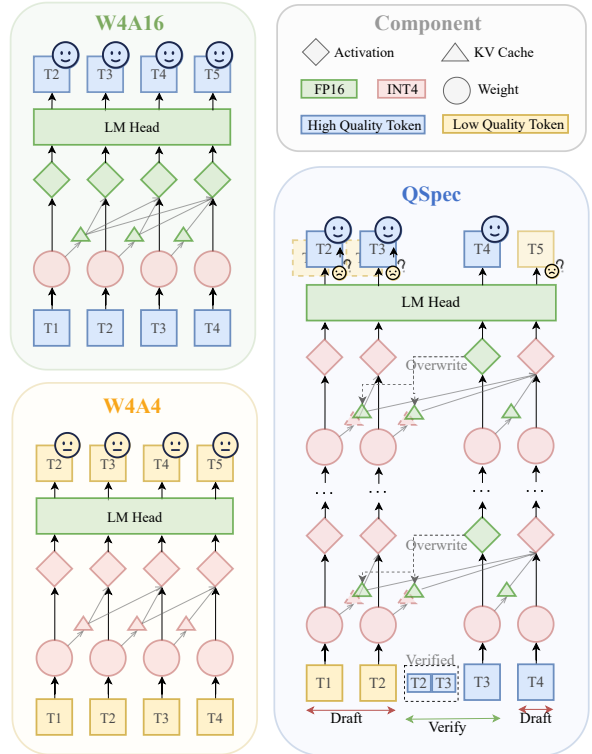 W4A16
T2 T3 T4 T5
LM Head
T1 T2 T3 T4
Component
Activation KV Cache
FP16 INT4 Weight
High Quality Token Low Quality Token
W4A4
T2 T3 T4 T5
LM Head
T1 T2 T3 T4
QSpec
T2 T3 T4 T5
? ? ?
LM Head
Overwrite
... ...
Overwrite
Verified
T1 T2 T2 T3 T3 T4
Draft Verify Draft